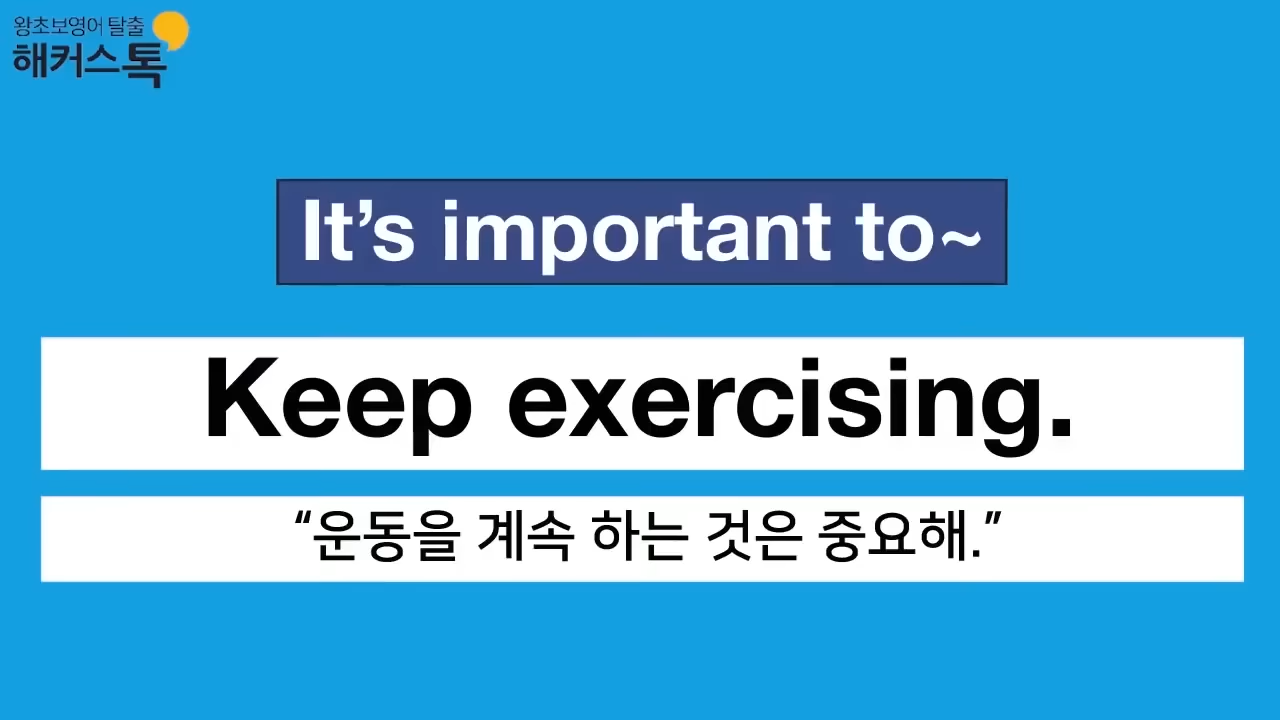 왕초보영어 탈출
해커스톡
It's important to~
Keep exercising.
“운동을 계속 하는 것은 중요해.”